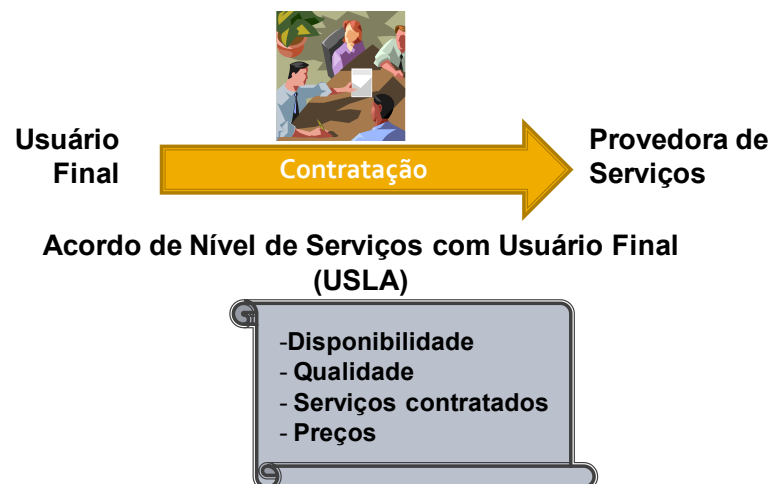 Usuário
Final
Contratação
Provedora de
Serviços
Acordo de Nível de Serviços com Usuário Final
(USLA)
-Disponibilidade
- Qualidade
- Serviços contratados
- Preços